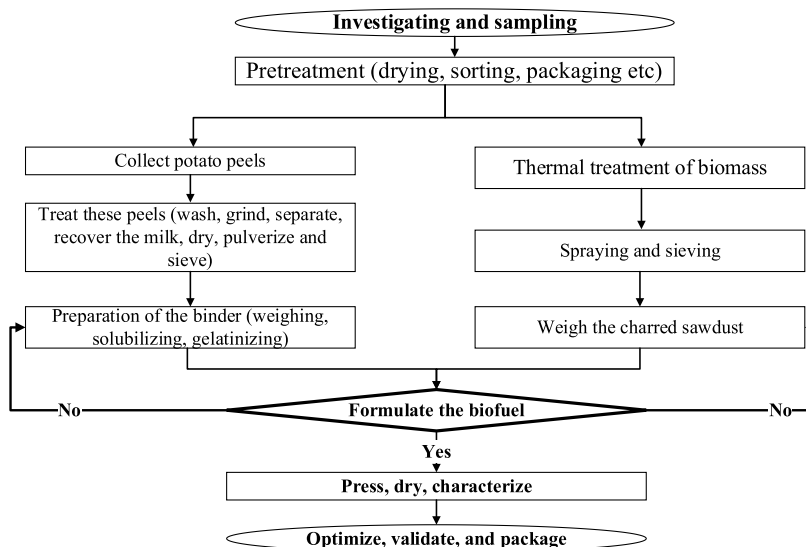 Investigating and sampling
Pretreatment (drying, sorting, packaging etc)
Collect potato peels
Thermal treatment of biomass
Treat these peels (wash, grind, separate,
recover the milk, dry, pulverize and
sieve)
Spraying and sieving
Preparation of the binder (weighing,
solubilizing, gelatinizing)
Weigh the charred sawdust
No
Formulate the biofuel
No
Yes
Press, dry, characterize
Optimize, validate, and package